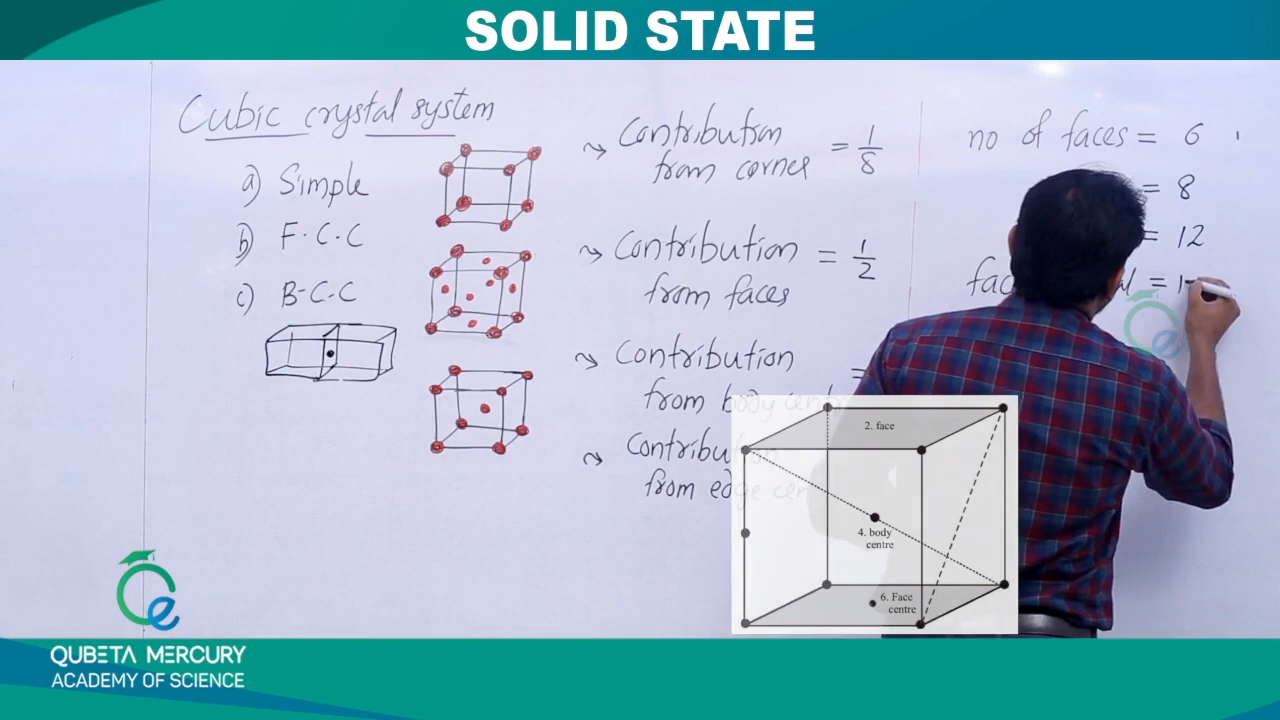 SOLID STATE
Cubic crystal system
a) Simple
b) F.C.C
c) B-C-C
Contribution
from corner = 1/8
Contribution
from faces = 1/2
Contribution
from body =
from edge
no of faces = 6
= 8
= 12
=
2. face
4. body
centre
6. Face
centre
QUBETA MERCURY
ACADEMY OF SCIENCE